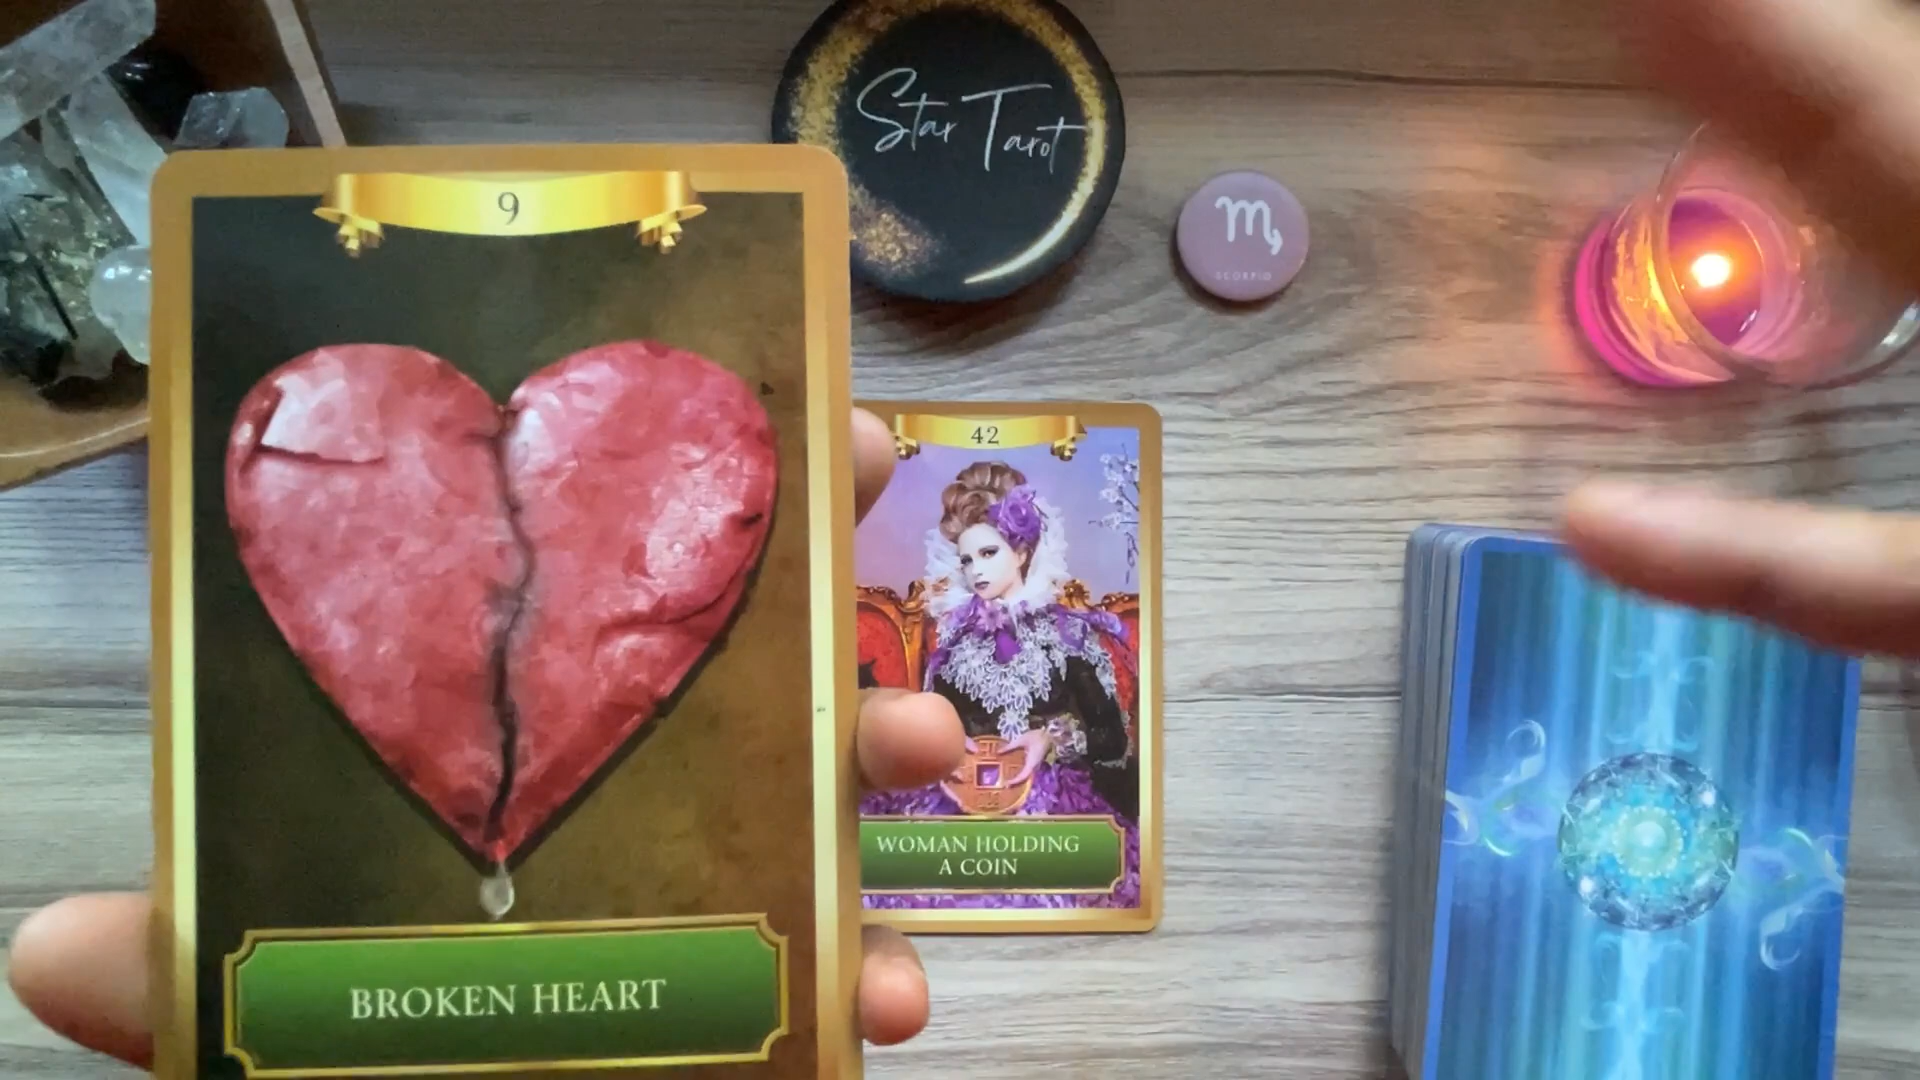 Star Tarot
9
SCORPIO
42
WOMAN HOLDING
A COIN
BROKEN HEART